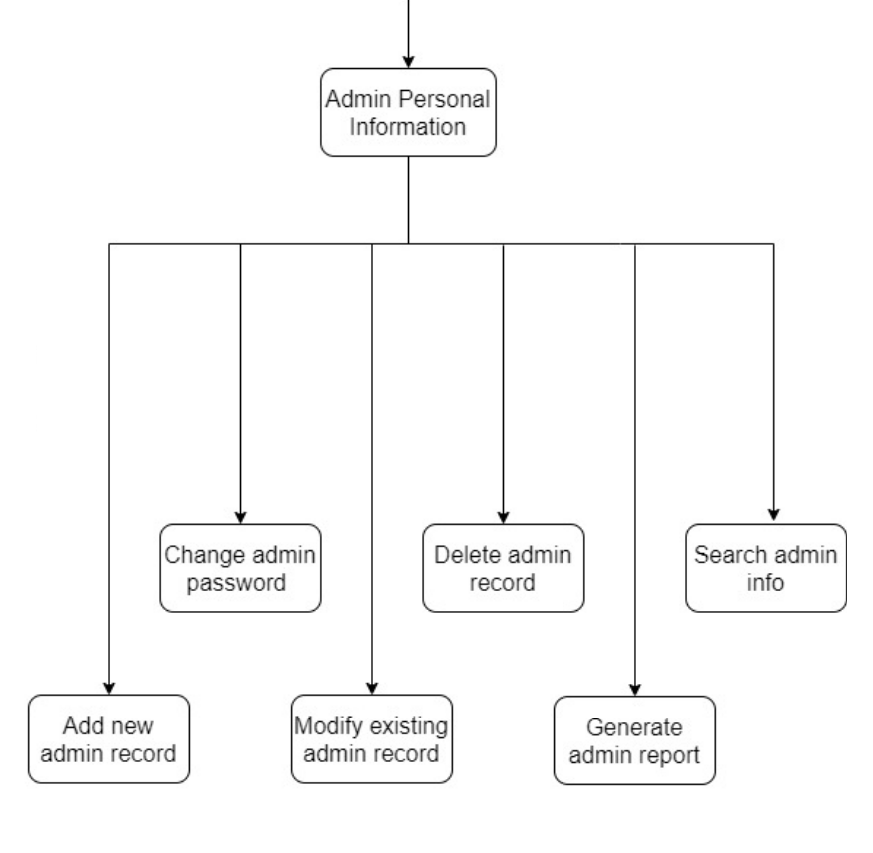 Admin Personal
Information
Change admin
password
Delete admin
record
Search admin
info
Add new
admin record
Modify existing
admin record
Generate
admin report